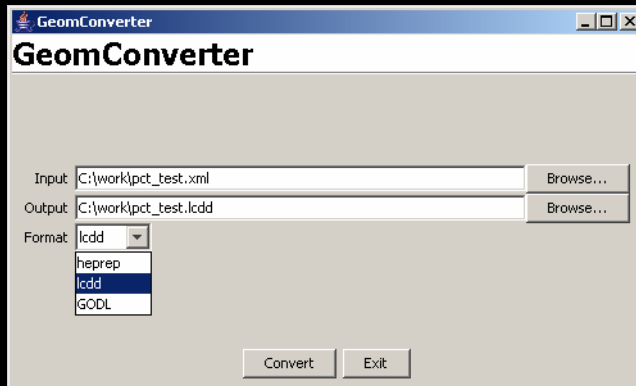 GeomConverter
GeomConverter
Input C:\work\pct_test.xml Browse...
Output C:\work\pct_test.lcdd Browse...
Format lcdd
heprep
lcdd
GODL
Convert Exit